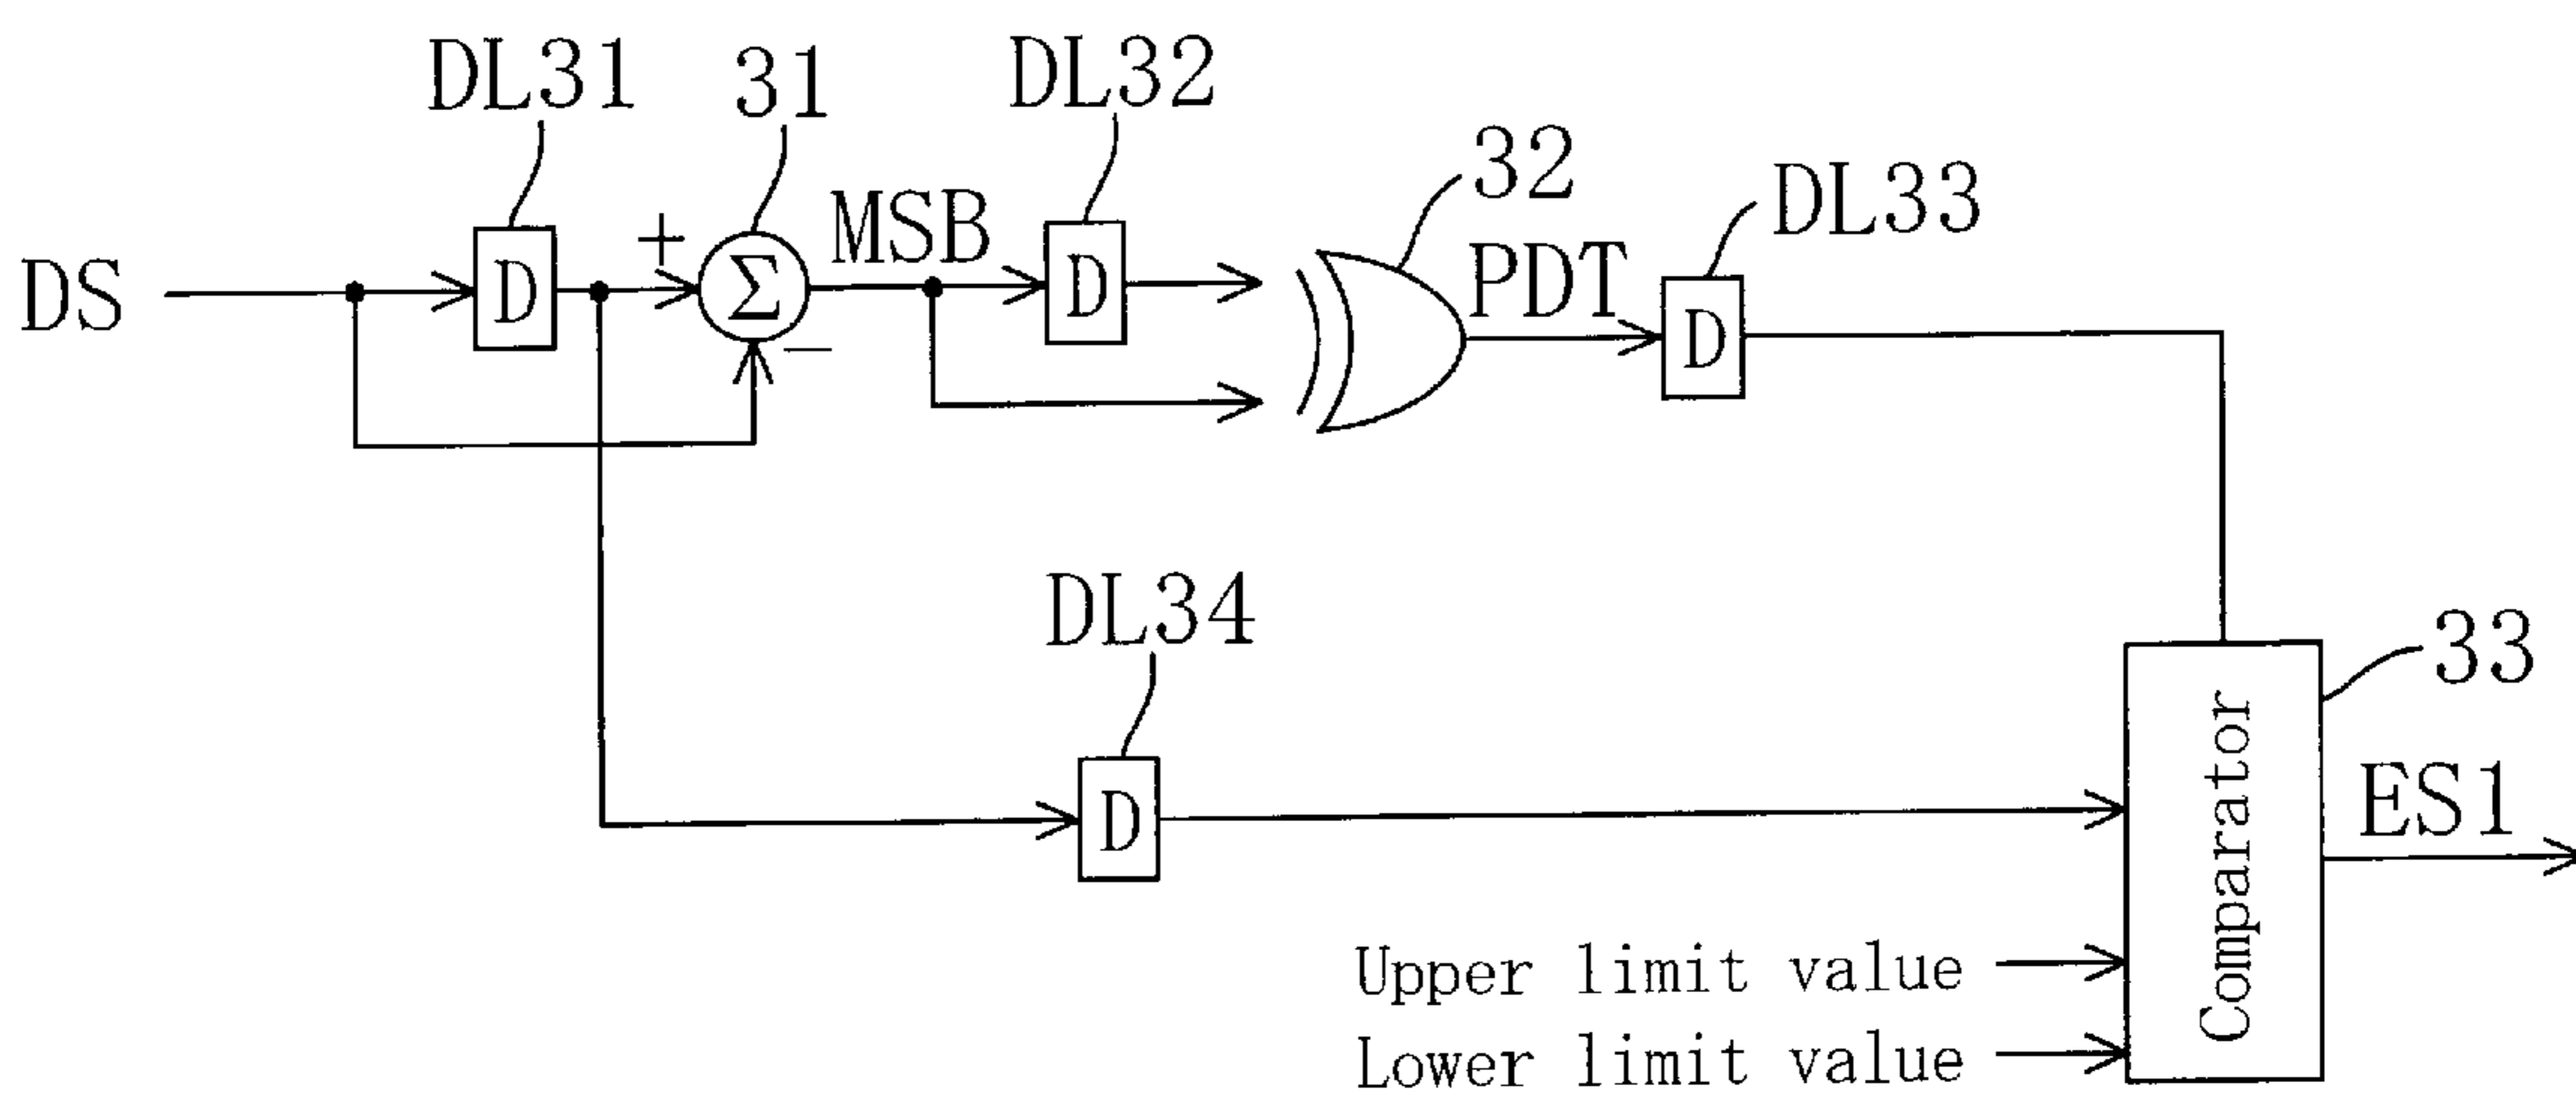 DL31
31
DL32
32
DL33
DS
D
+
Σ
−
MSB
D
PDT
D
DL34
D
33
Comparator
ES1
Upper limit value
Lower limit value